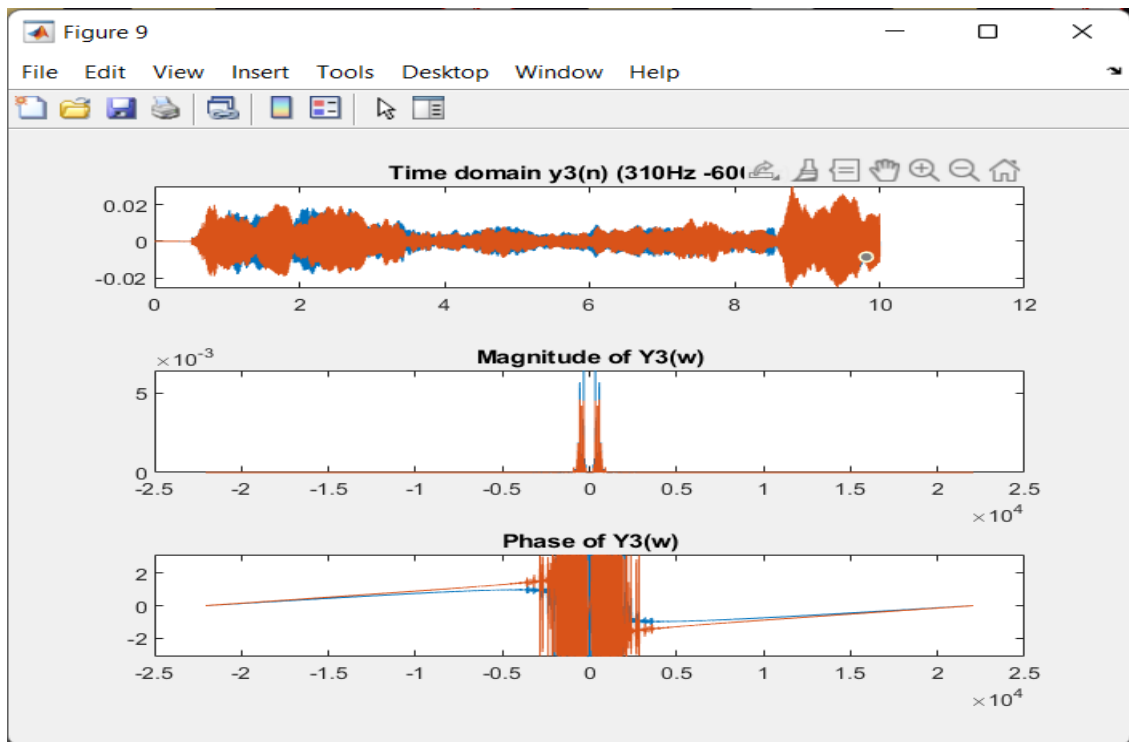 Figure 9
File Edit View Insert Tools Desktop Window Help
Time domain y3(n) (310Hz -60
0.02
0
-0.02
0 2 4 6 8 10 12
×10-3
Magnitude of Y3(w)
5
0
-2.5 -2 -1.5 -1 -0.5 0 0.5 1 1.5 2 2.5
×104
Phase of Y3(w)
2
0
-2
-2.5 -2 -1.5 -1 -0.5 0 0.5 1 1.5 2 2.5
×104